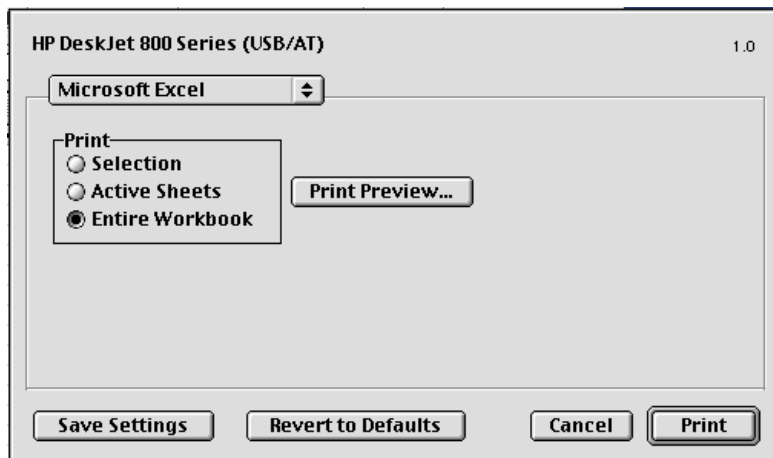 HP DeskJet 800 Series (USB/AT)
1.0
Microsoft Excel
Print
Selection
Active Sheets
Print Preview...
Entire Workbook
Save Settings
Revert to Defaults
Cancel
Print